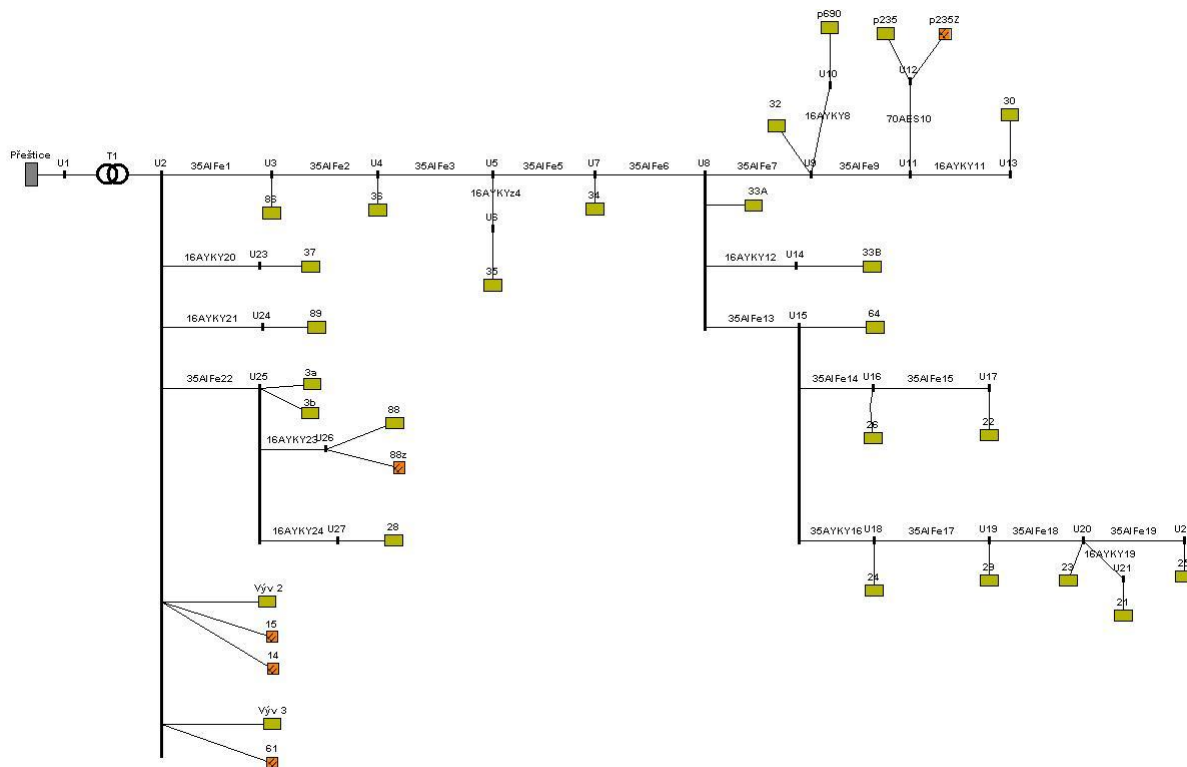 p690
p235
p235Z
U10
U12
32
16AYKY8
70AES10
30
Přeštice
U1
T1
U2
35AlFe1
U3
35AlFe2
U4
35AlFe3
U5
35AlFe5
U7
35AlFe6
U8
35AlFe7
U9
35AlFe9
U11
16AYKY11
U13
86
36
16AYKYz4
34
33A
U6
16AYKY20
U23
37
35
16AYKY12
U14
33B
16AYKY21
U24
89
35AlFe13
U15
64
35AlFe22
U25
3a
3b
88
35AlFe14
U16
35AlFe15
U17
26
22
16AYKY23
U26
88z
16AYKY24
U27
28
35AYKY16
U18
35AlFe17
U19
35AlFe18
U20
35AlFe19
16AYKY19
U21
24
29
23
21
Výv 2
15
14
Výv 3
61